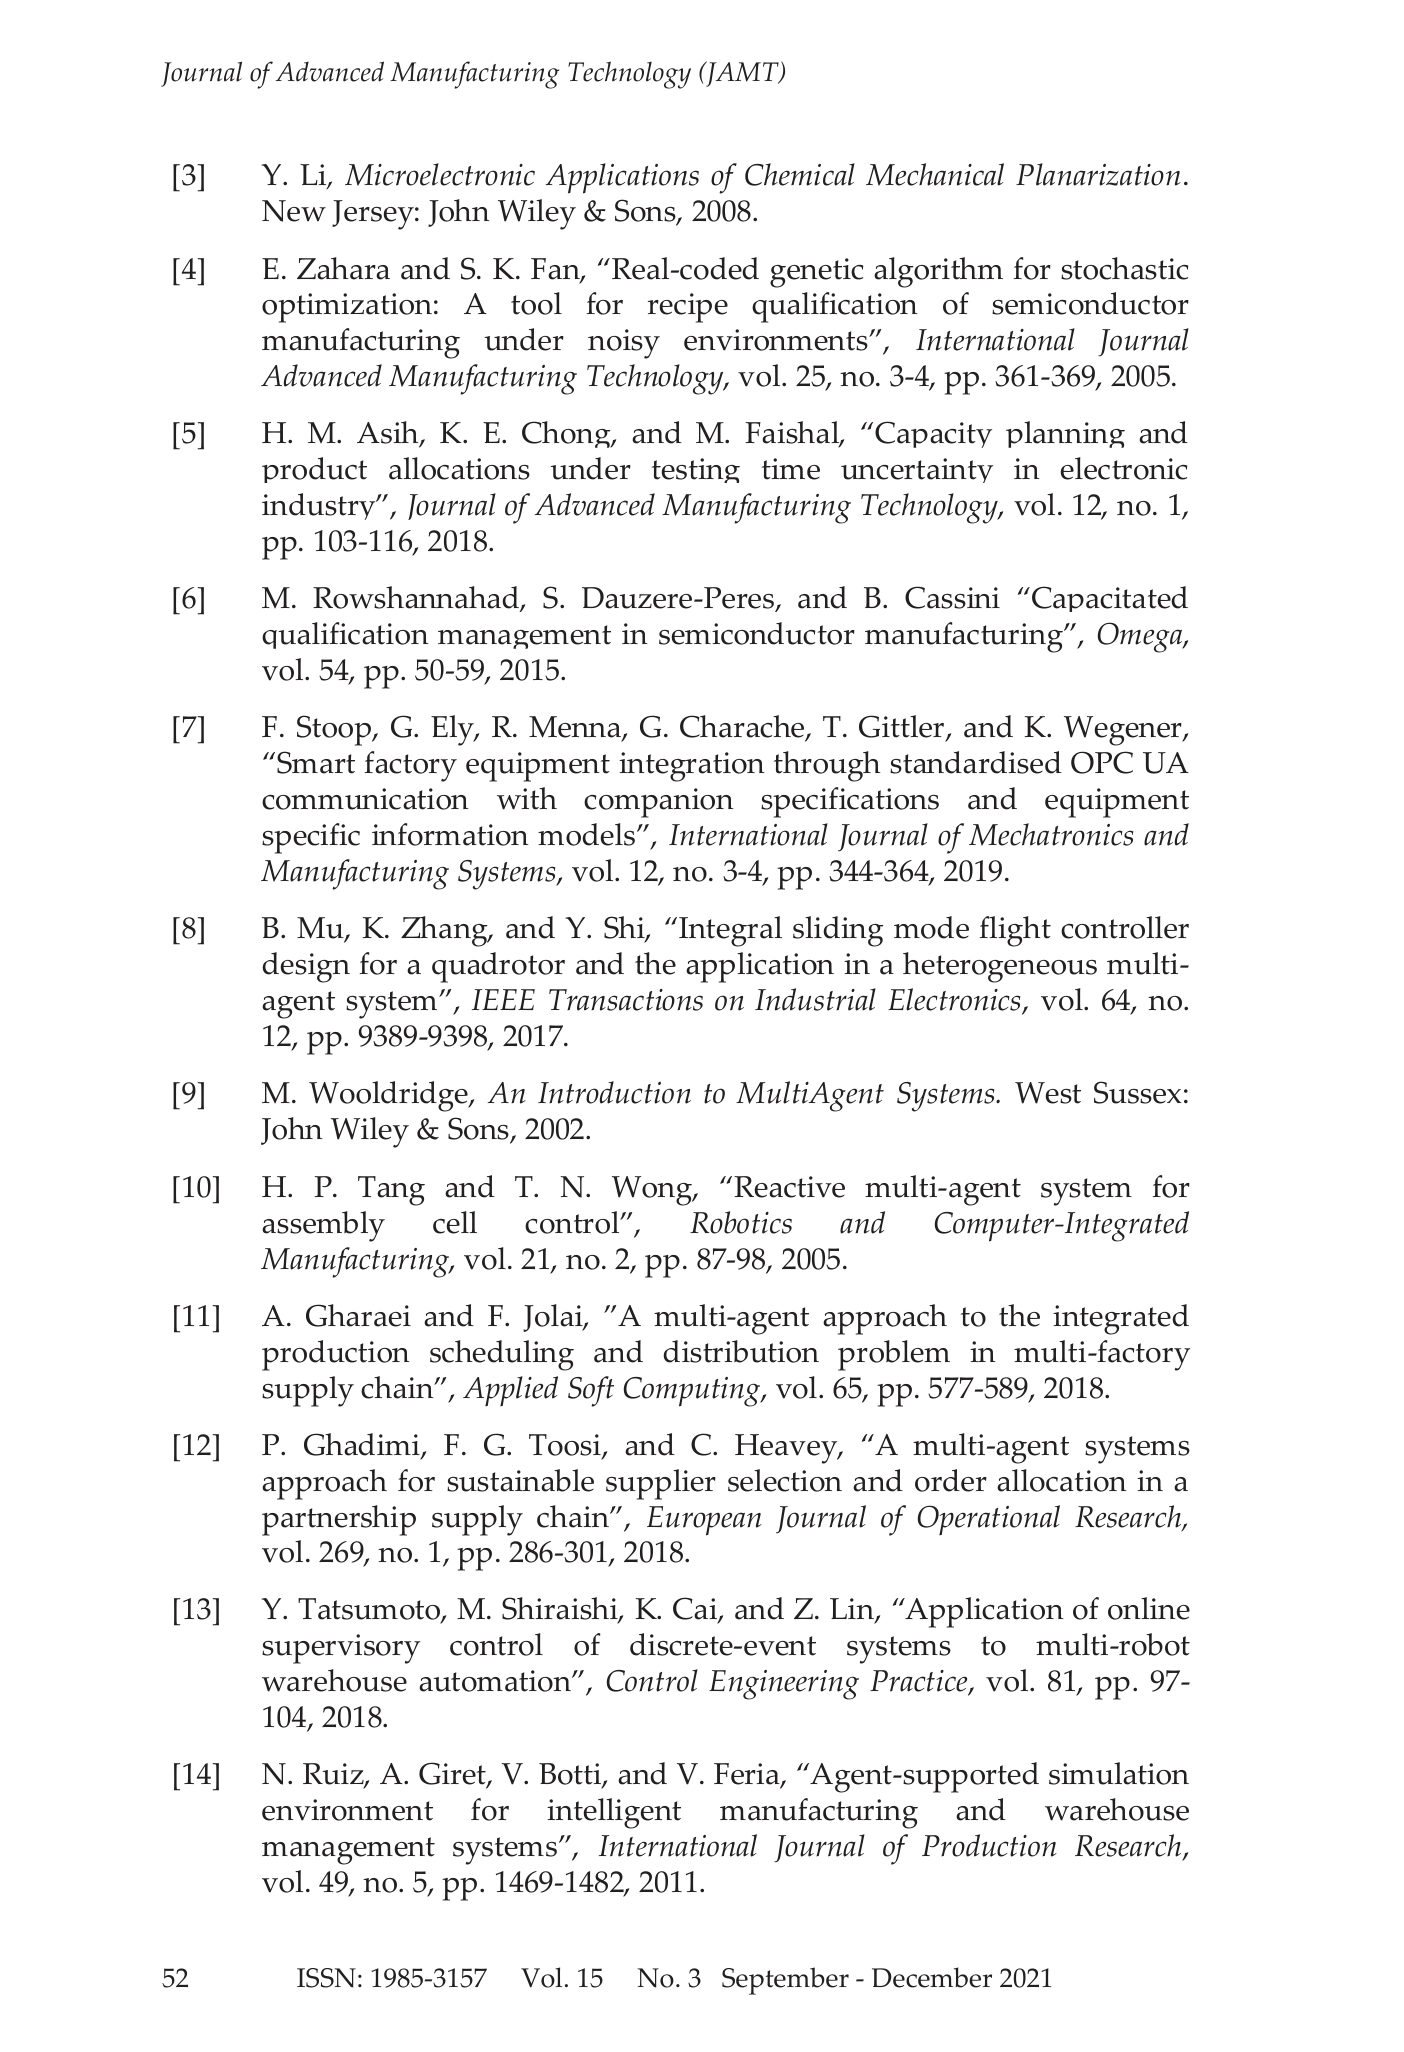 Journal of Advanced Manufacturing Technology (JAMT)
[3] Y. Li, Microelectronic Applications of Chemical Mechanical Planarization.
New Jersey: John Wiley & Sons, 2008.
[4] E. Zahara and S. K. Fan, “Real-coded genetic algorithm for stochastic
optimization: A tool for recipe qualification of semiconductor
manufacturing under noisy environments”, International Journal
Advanced Manufacturing Technology, vol. 25, no. 3-4, pp. 361-369, 2005.
[5] H. M. Asih, K. E. Chong, and M. Faishal, “Capacity planning and
product allocations under testing time uncertainty in electronic
industry”, Journal of Advanced Manufacturing Technology, vol. 12, no. 1,
pp. 103-116, 2018.
[6] M. Rowshannahad, S. Dauzere-Peres, and B. Cassini “Capacitated
qualification management in semiconductor manufacturing”, Omega,
vol. 54, pp. 50-59, 2015.
[7] F. Stoop, G. Ely, R. Menna, G. Charache, T. Gittler, and K. Wegener,
“Smart factory equipment integration through standardised OPC UA
communication with companion specifications and equipment
specific information models”, International Journal of Mechatronics and
Manufacturing Systems, vol. 12, no. 3-4, pp. 344-364, 2019.
[8] B. Mu, K. Zhang, and Y. Shi, “Integral sliding mode flight controller
design for a quadrotor and the application in a heterogeneous multi-
agent system”, IEEE Transactions on Industrial Electronics, vol. 64, no.
12, pp. 9389-9398, 2017.
[9] M. Wooldridge, An Introduction to MultiAgent Systems. West Sussex:
John Wiley & Sons, 2002.
[10] H. P. Tang and T. N. Wong, “Reactive multi-agent system for
assembly cell control”, Robotics and Computer-Integrated
Manufacturing, vol. 21, no. 2, pp. 87-98, 2005.
[11] A. Gharaei and F. Jolai, ”A multi-agent approach to the integrated
production scheduling and distribution problem in multi-factory
supply chain”, Applied Soft Computing, vol. 65, pp. 577-589, 2018.
[12] P. Ghadimi, F. G. Toosi, and C. Heavey, “A multi-agent systems
approach for sustainable supplier selection and order allocation in a
partnership supply chain”, European Journal of Operational Research,
vol. 269, no. 1, pp. 286-301, 2018.
[13] Y. Tatsumoto, M. Shiraishi, K. Cai, and Z. Lin, “Application of online
supervisory control of discrete-event systems to multi-robot
warehouse automation”, Control Engineering Practice, vol. 81, pp. 97-
104, 2018.
[14] N. Ruiz, A. Giret, V. Botti, and V. Feria, “Agent-supported simulation
environment for intelligent manufacturing and warehouse
management systems”, International Journal of Production Research,
vol. 49, no. 5, pp. 1469-1482, 2011.
52 ISSN: 1985-3157 Vol. 15 No. 3 September - December 2021